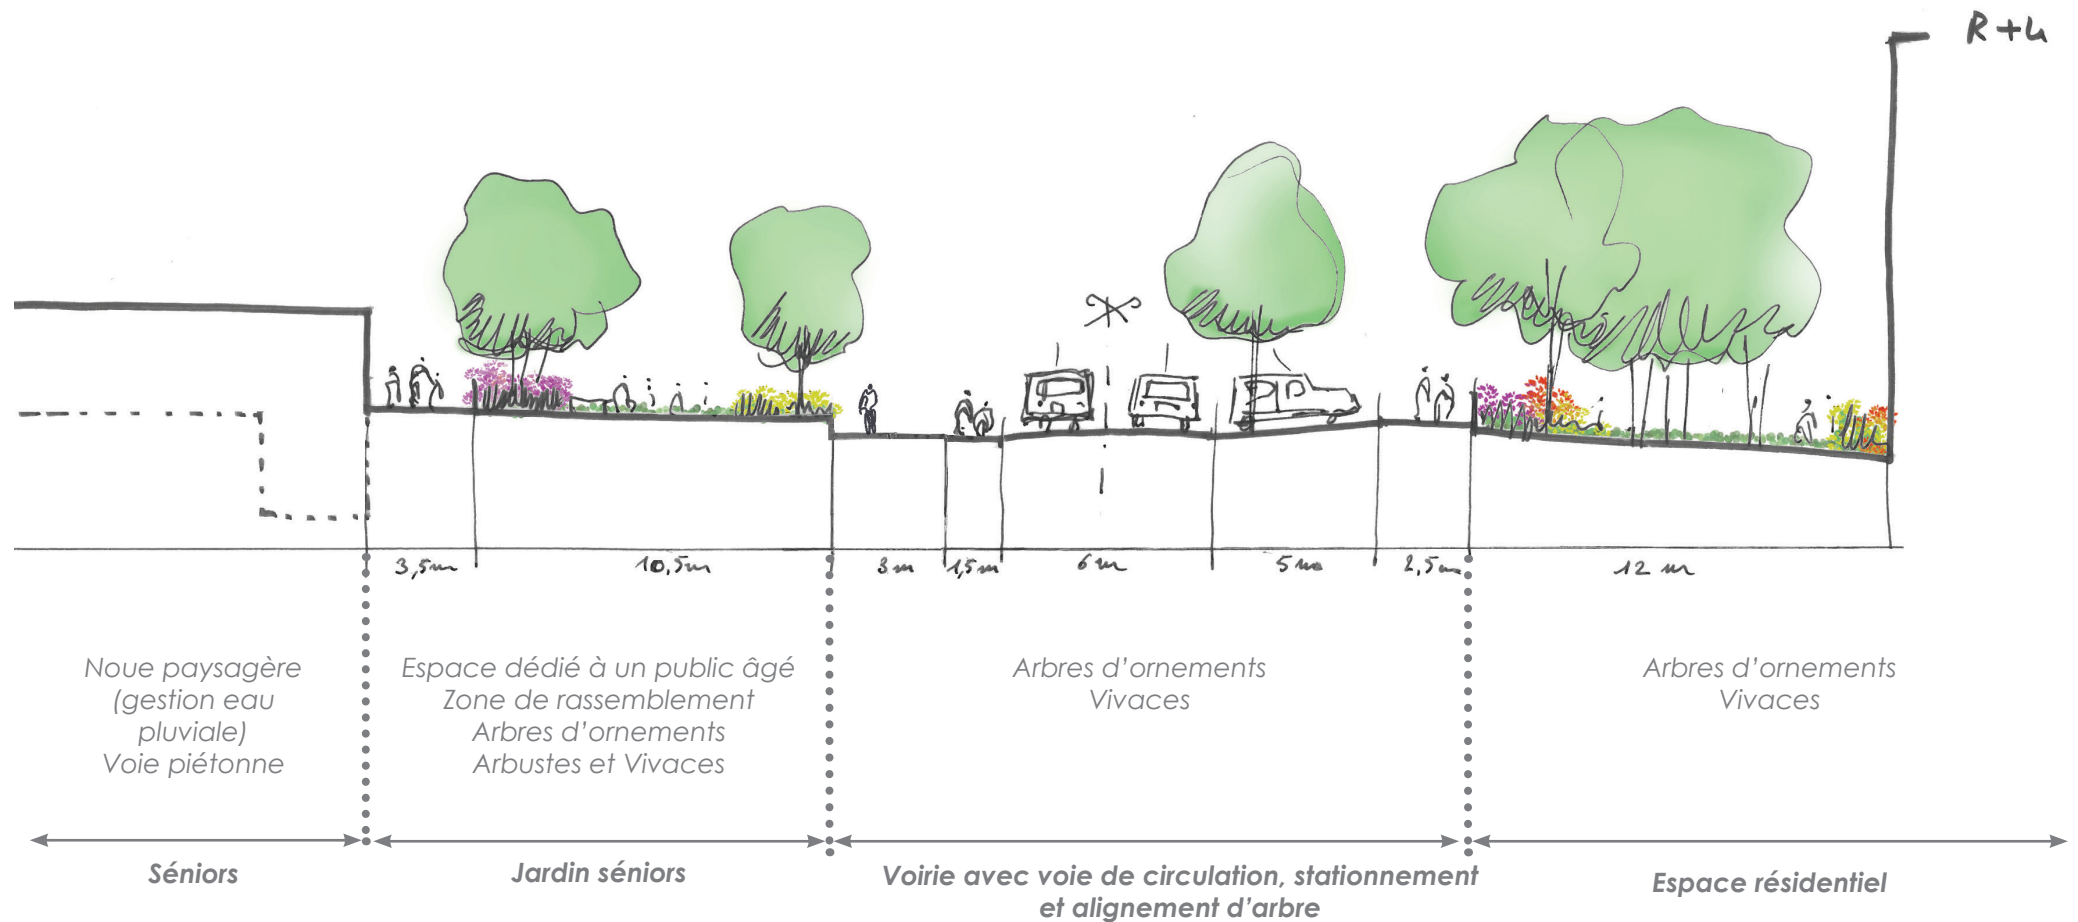 R+4
3,5m
10,5m
3m
1,5m
6m
5m
2,5m
12 m
Noue paysagère
(gestion eau
pluviale)
Voie piétonne
Espace dédié à un public âgé
Zone de rassemblement
Arbres d’ornements
Arbustes et Vivaces
Arbres d’ornements
Vivaces
Arbres d’ornements
Vivaces
Séniors
Jardin séniors
Voirie avec voie de circulation, stationnement
et alignement d’arbre
Espace résidentiel